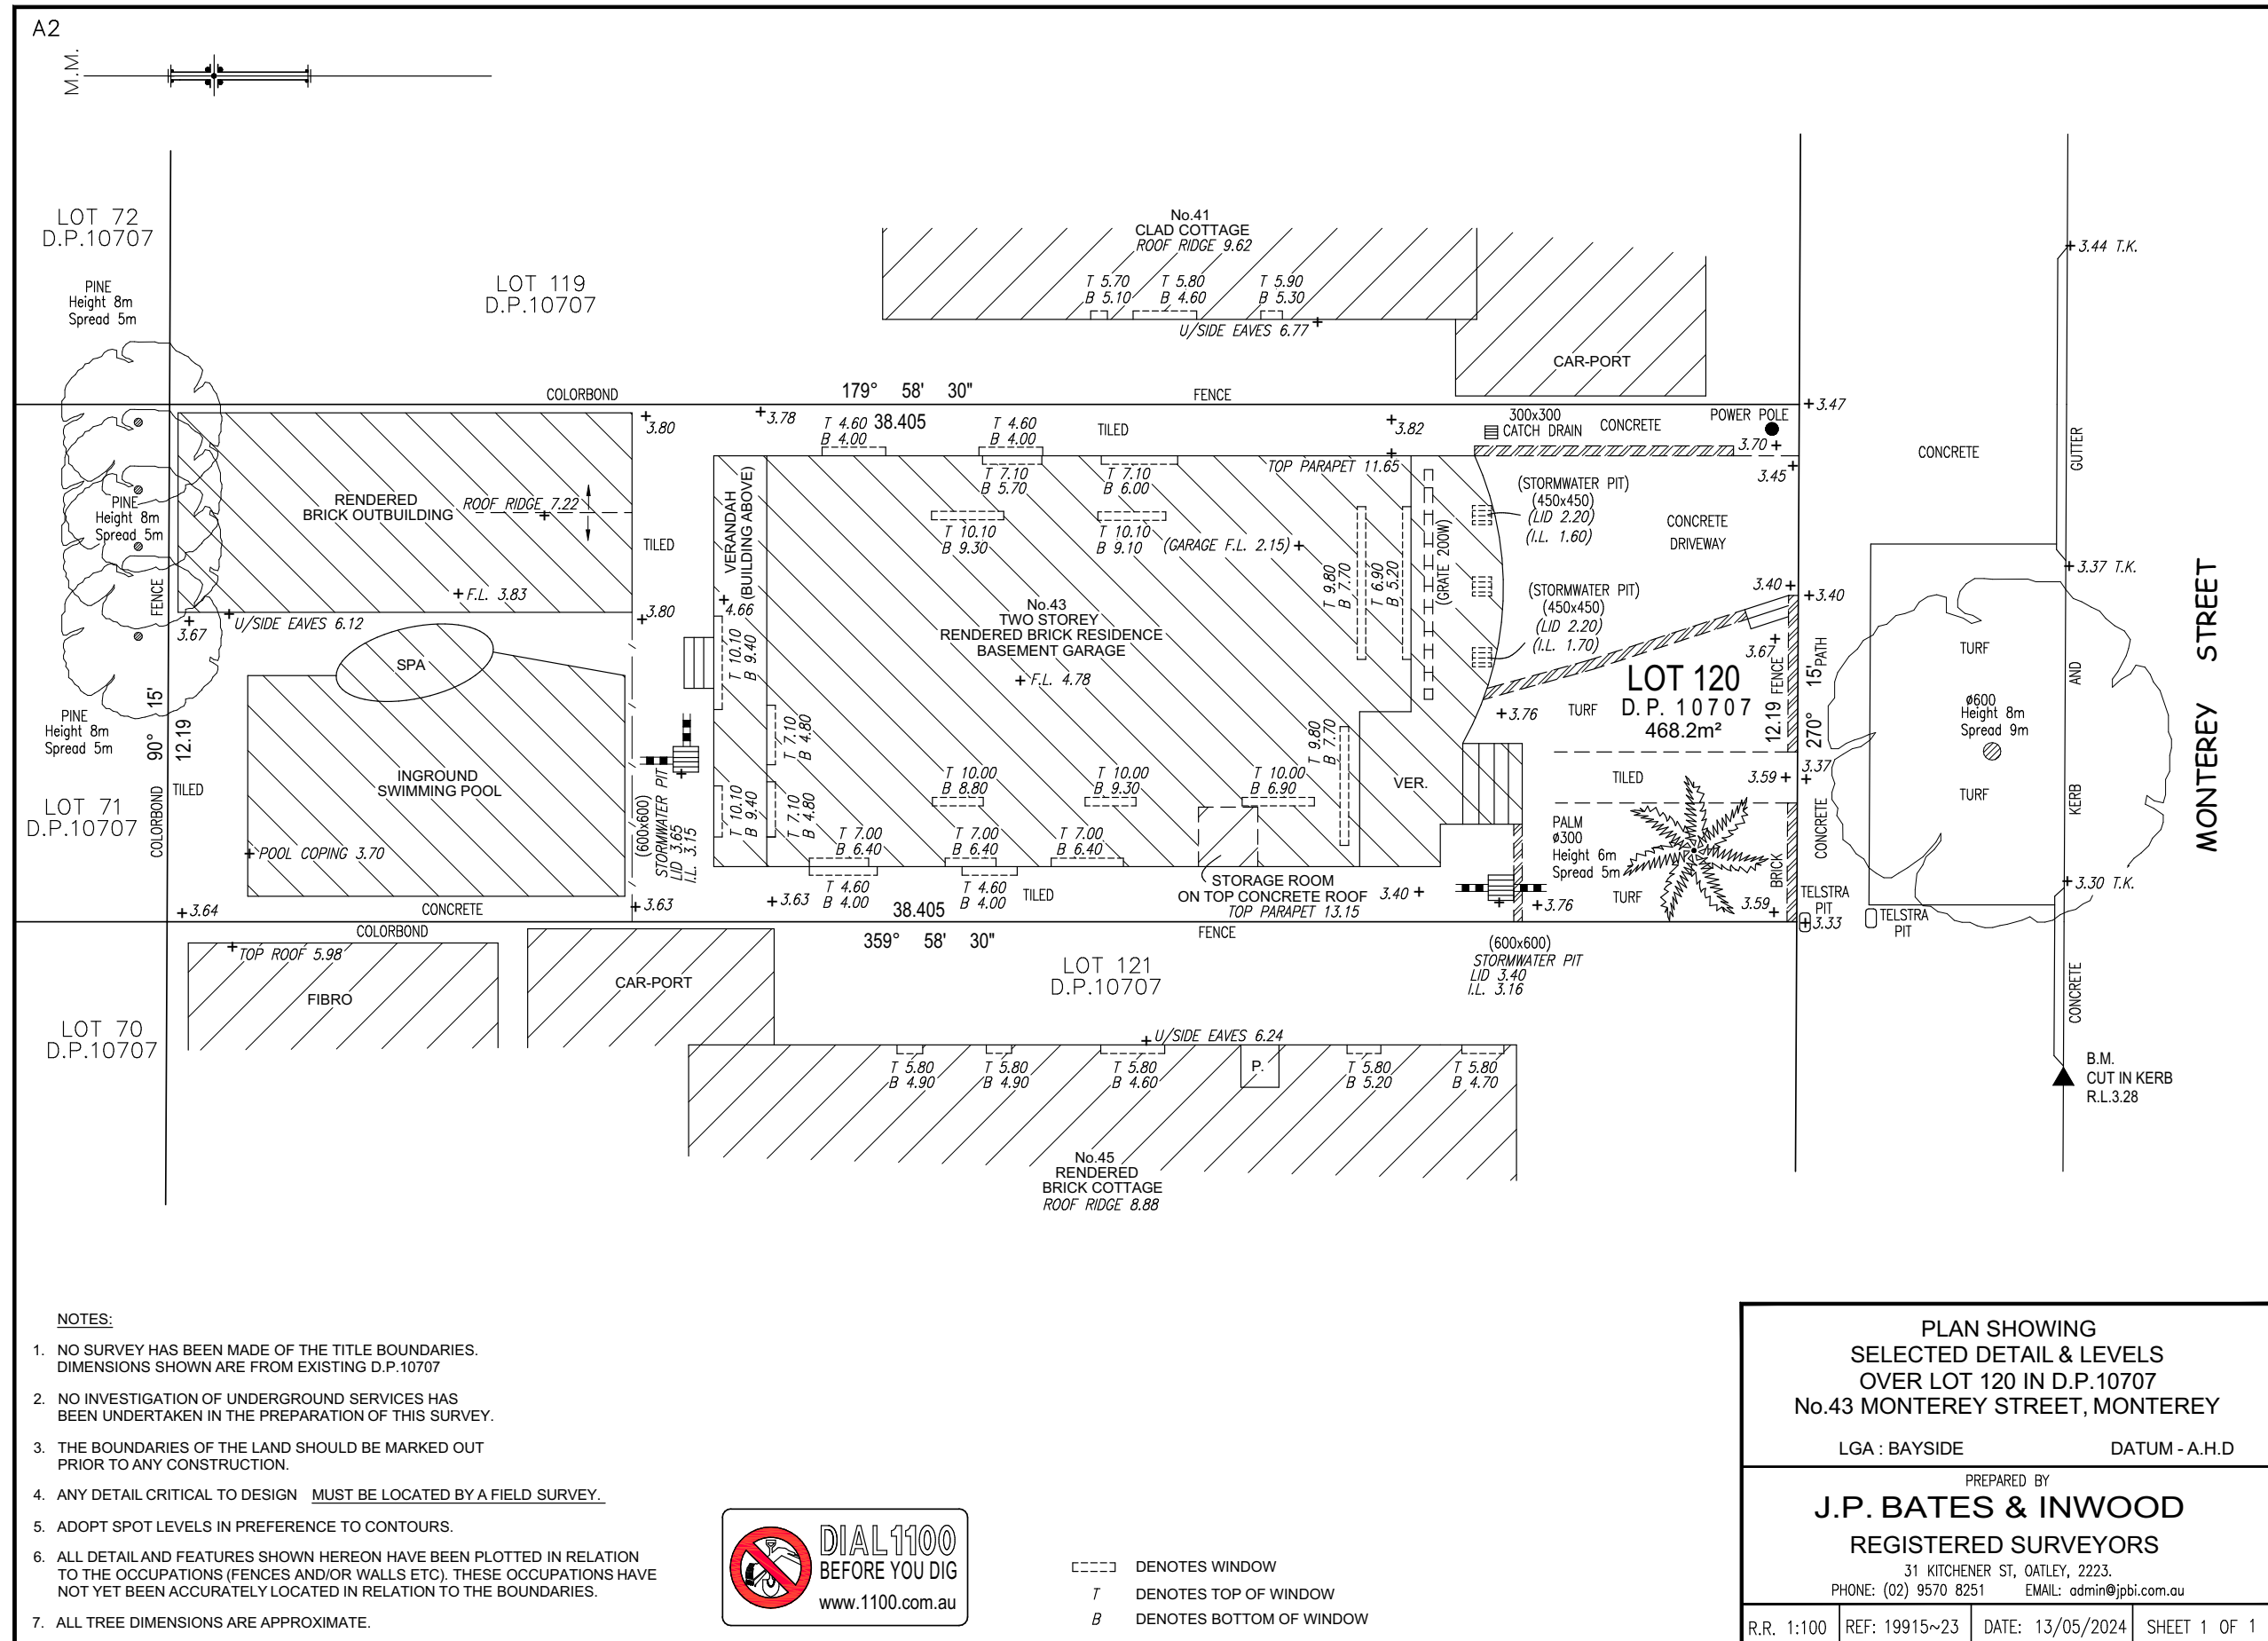 A2
M.M.
LOT 72
D.P.10707
PINE
Height 8m
Spread 5m
LOT 119
D.P.10707
No.41
CLAD COTTAGE
ROOF RIDGE 9.62
T 5.70
B 5.10
T 5.80
B 4.60
T 5.90
B 5.30
U/SIDE EAVES 6.77
CAR-PORT
3.44 T.K.
COLORBOND
179° 58' 30"
FENCE
38.405
3.80
3.78
T 4.60
B 4.00
T 4.60
B 4.00
TILED
3.82
300x300
CATCH DRAIN
CONCRETE
POWER POLE
3.47
3.70
3.45
CONCRETE
GUTTER
RENDERED
BRICK OUTBUILDING
ROOF RIDGE 7.22
F.L. 3.83
U/SIDE EAVES 6.12
3.67
PINE
Height 8m
Spread 5m
FENCE
TILED
3.80
VERANDAH
(BUILDING ABOVE)
4.66
T 7.10
B 5.70
T 7.10
B 6.00
TOP PARAPET 11.65
T 10.10
B 9.30
T 10.10
B 9.10
(GARAGE F.L. 2.15)
T 9.80
B 7.70
T 6.90
B 5.20
(GRATE 200W)
(STORMWATER PIT)
(450x450)
(LID 2.20)
(I.L. 1.60)
CONCRETE
DRIVEWAY
3.37 T.K.
(STORMWATER PIT)
(450x450)
(LID 2.20)
(I.L. 1.70)
3.40
3.40
No.43
TWO STOREY
RENDERED BRICK RESIDENCE
BASEMENT GARAGE
F.L. 4.78
T 10.10
B 9.40
SPA
3.67
LOT 120
D.P. 10707
468.2m²
FENCE
12.19
270° 15'
PATH
TURF
AND
MONTEREY STREET
PINE
Height 8m
Spread 5m
90° 15'
12.19
TURF
3.76
ø600
Height 8m
Spread 9m
T 7.10
B 4.80
T 9.80
B 7.70
TILED
3.59
3.37
TURF
KERB
INGROUND
SWIMMING POOL
TILED
LOT 71
D.P.10707
COLORBOND
(600x600)
STORMWATER PIT
LID 3.65
I.L. 3.15
T 10.10
B 9.40
T 7.10
B 4.80
T 10.00
B 8.80
T 10.00
B 9.30
T 10.00
B 6.90
VER.
T 7.00
B 6.40
T 7.00
B 6.40
T 7.00
B 6.40
PALM
ø300
Height 6m
Spread 5m
BRICK
CONCRETE
POOL COPING 3.70
STORAGE ROOM
ON TOP CONCRETE ROOF
TOP PARAPET 13.15
3.40
3.76
TURF
3.59
TELSTRA
PIT
3.33
TELSTRA
PIT
3.30 T.K.
3.64
CONCRETE
3.63
3.63
T 4.60
B 4.00
T 4.60
B 4.00
TILED
38.405
COLORBOND
359° 58' 30"
FENCE
TOP ROOF 5.98
FIBRO
CAR-PORT
LOT 121
D.P.10707
(600x600)
STORMWATER PIT
LID 3.40
I.L. 3.16
CONCRETE
LOT 70
D.P.10707
U/SIDE EAVES 6.24
T 5.80
B 4.90
T 5.80
B 4.90
T 5.80
B 4.60
P.
T 5.80
B 5.20
T 5.80
B 4.70
B.M.
CUT IN KERB
R.L.3.28
No.45
RENDERED
BRICK COTTAGE
ROOF RIDGE 8.88
NOTES:
1. NO SURVEY HAS BEEN MADE OF THE TITLE BOUNDARIES.
DIMENSIONS SHOWN ARE FROM EXISTING D.P.10707
2. NO INVESTIGATION OF UNDERGROUND SERVICES HAS
BEEN UNDERTAKEN IN THE PREPARATION OF THIS SURVEY.
3. THE BOUNDARIES OF THE LAND SHOULD BE MARKED OUT
PRIOR TO ANY CONSTRUCTION.
4. ANY DETAIL CRITICAL TO DESIGN MUST BE LOCATED BY A FIELD SURVEY.
5. ADOPT SPOT LEVELS IN PREFERENCE TO CONTOURS.
6. ALL DETAIL AND FEATURES SHOWN HEREON HAVE BEEN PLOTTED IN RELATION
TO THE OCCUPATIONS (FENCES AND/OR WALLS ETC). THESE OCCUPATIONS HAVE
NOT YET BEEN ACCURATELY LOCATED IN RELATION TO THE BOUNDARIES.
7. ALL TREE DIMENSIONS ARE APPROXIMATE.
DIAL 1100
BEFORE YOU DIG
www.1100.com.au
DENOTES WINDOW
T DENOTES TOP OF WINDOW
B DENOTES BOTTOM OF WINDOW
PLAN SHOWING
SELECTED DETAIL & LEVELS
OVER LOT 120 IN D.P.10707
No.43 MONTEREY STREET, MONTEREY
LGA : BAYSIDE DATUM - A.H.D
PREPARED BY
J.P. BATES & INWOOD
REGISTERED SURVEYORS
31 KITCHENER ST, OATLEY, 2223.
PHONE: (02) 9570 8251 EMAIL: admin@jpbi.com.au
R.R. 1:100 REF: 19915~23 DATE: 13/05/2024 SHEET 1 OF 1